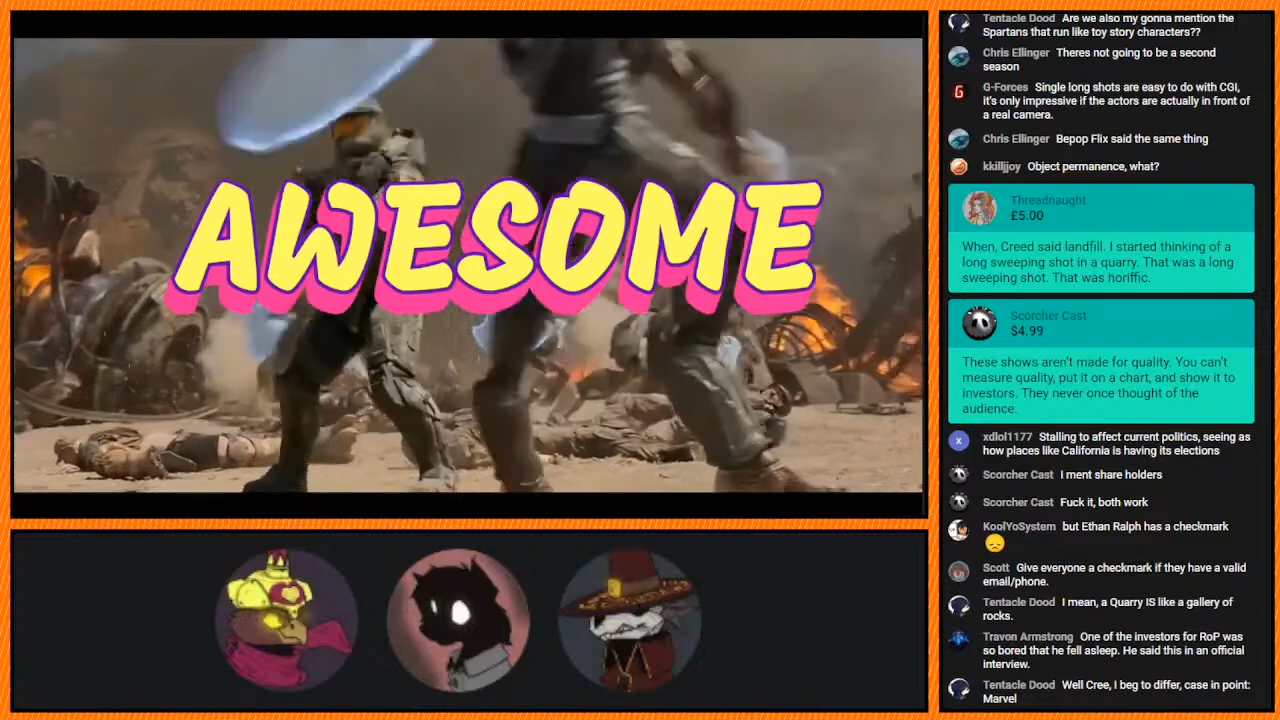 AWESOME
Tentacle Dood Are we also my gonna mention the
Spartans that run like toy story characters??
Chris Ellinger Theres not going to be a second
season
G-Forces Single long shots are easy to do with CGI,
it's only impressive if the actors are actually in front of
a real camera.
Chris Ellinger Bepop Flix said the same thing
kkilljjoy Object permanence, what?
Threadnaught
£5.00
When, Creed said landfill. I started thinking of a
long sweeping shot in a quarry. That was a long
sweeping shot. That was horiffic.
Scorcher Cast
$4.99
These shows aren't made for quality. You can't
measure quality, put it on a chart, and show it to
investors. They never once thought of the
audience.
xdlol1177 Stalling to affect current politics, seeing as
how places like California is having its elections
Scorcher Cast I ment share holders
Scorcher Cast Fuck it, both work
KoolYoSystem but Ethan Ralph has a checkmark
Scott Give everyone a checkmark if they have a valid
email/phone.
Tentacle Dood I mean, a Quarry IS like a gallery of
rocks.
Travon Armstrong One of the investors for RoP was
so bored that he fell asleep. He said this in an official
interview.
Tentacle Dood Well Cree, I beg to differ, case in point:
Marvel